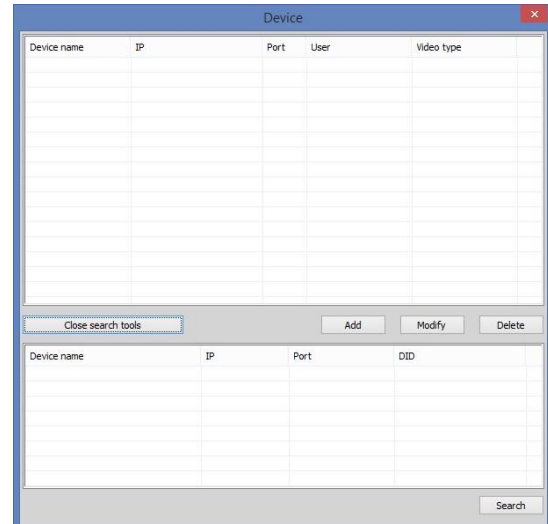 Device
Device name IP Port User Video type
Close search tools Add Modify Delete
Device name IP Port DID
Search